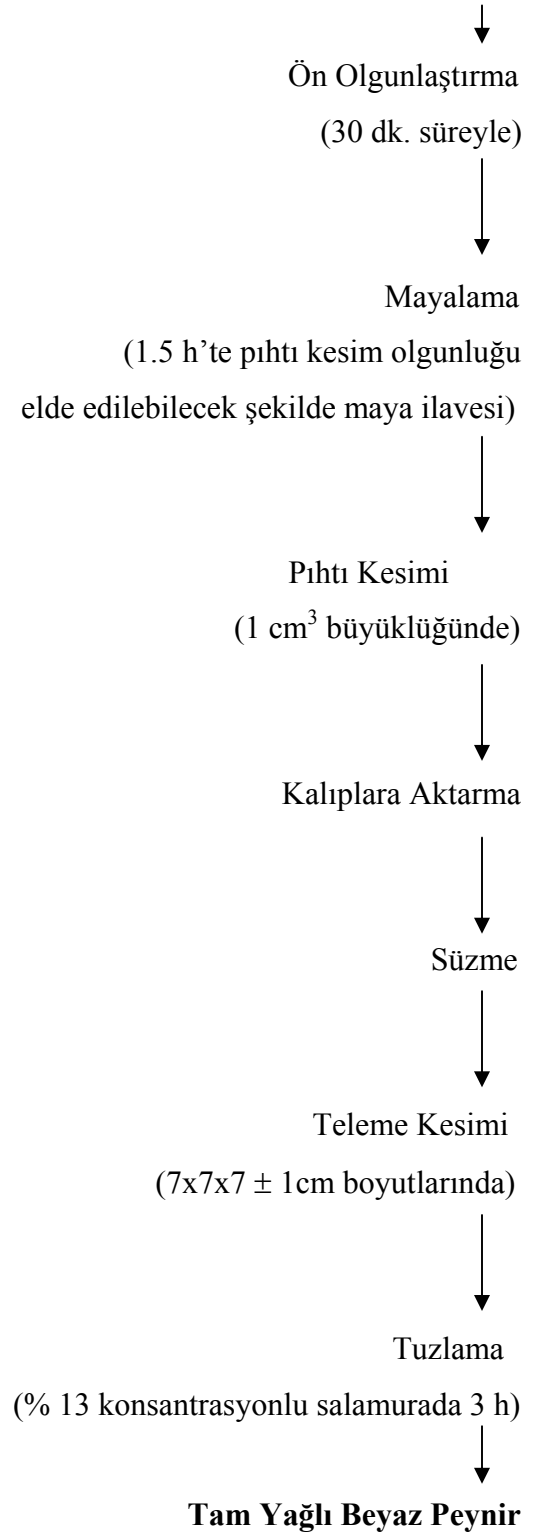 Ön Olgunlaştırma
(30 dk. süreyle)
Mayalama
(1.5 h’te pıhtı kesim olgunluğu
elde edilebilecek şekilde maya ilavesi)
Pıhtı Kesimi
(1 cm³ büyüklüğünde)
Kalıplara Aktarma
Süzme
Teleme Kesimi
(7x7x7 ± 1cm boyutlarında)
Tuzlama
(% 13 konsantrasyonlu salamurada 3 h)
Tam Yağlı Beyaz Peynir